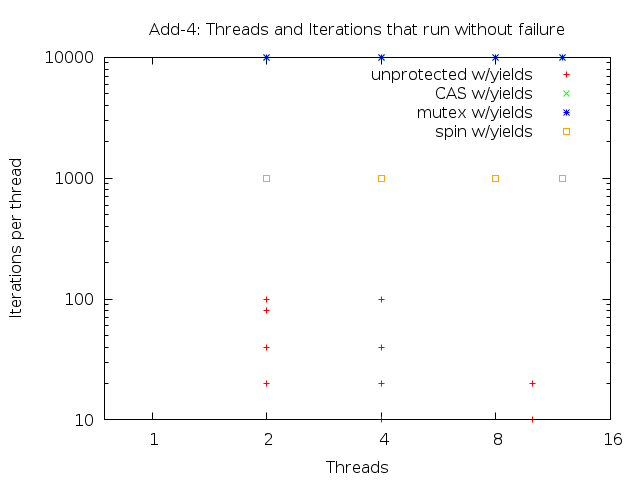 Add-4: Threads and Iterations that run without failure
10000
1000
100
10
Iterations per thread
unprotected w/yields
CAS w/yields
mutex w/yields
spin w/yields
1 2 4 8 16
Threads